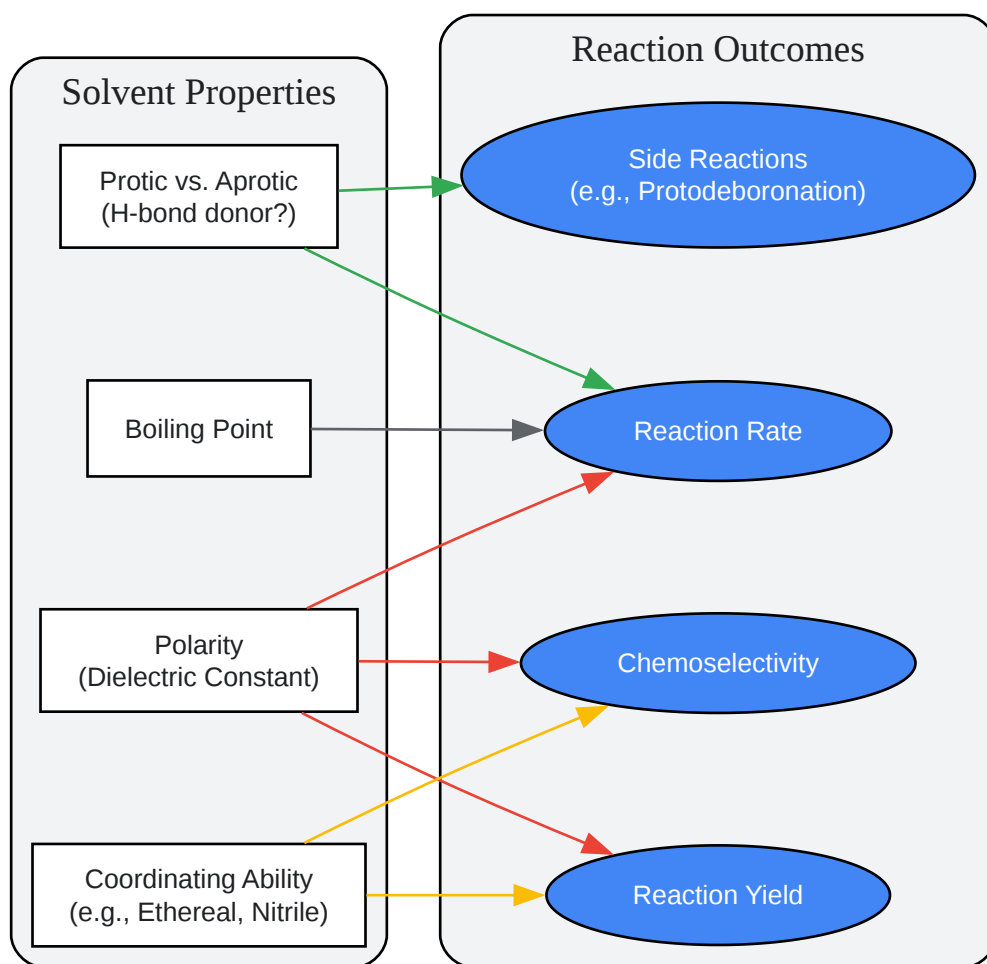 Solvent Properties
Protic vs. Aprotic
(H-bond donor?)
Boiling Point
Polarity
(Dielectric Constant)
Coordinating Ability
(e.g., Ethereal, Nitrile)
Reaction Outcomes
Side Reactions
(e.g., Protodeboronation)
Reaction Rate
Chemoselectivity
Reaction Yield